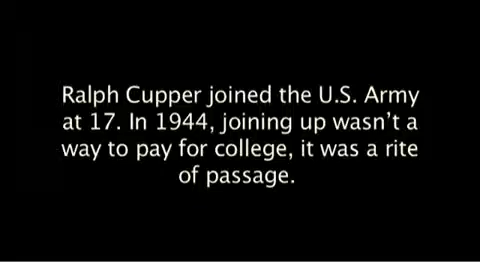 Ralph Cupper joined the U.S. Army
at 17. In 1944, joining up wasn't a
way to pay for college, it was a rite
of passage.